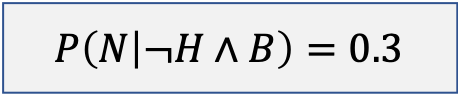 P(N|¬H ∧ B) = 0.3